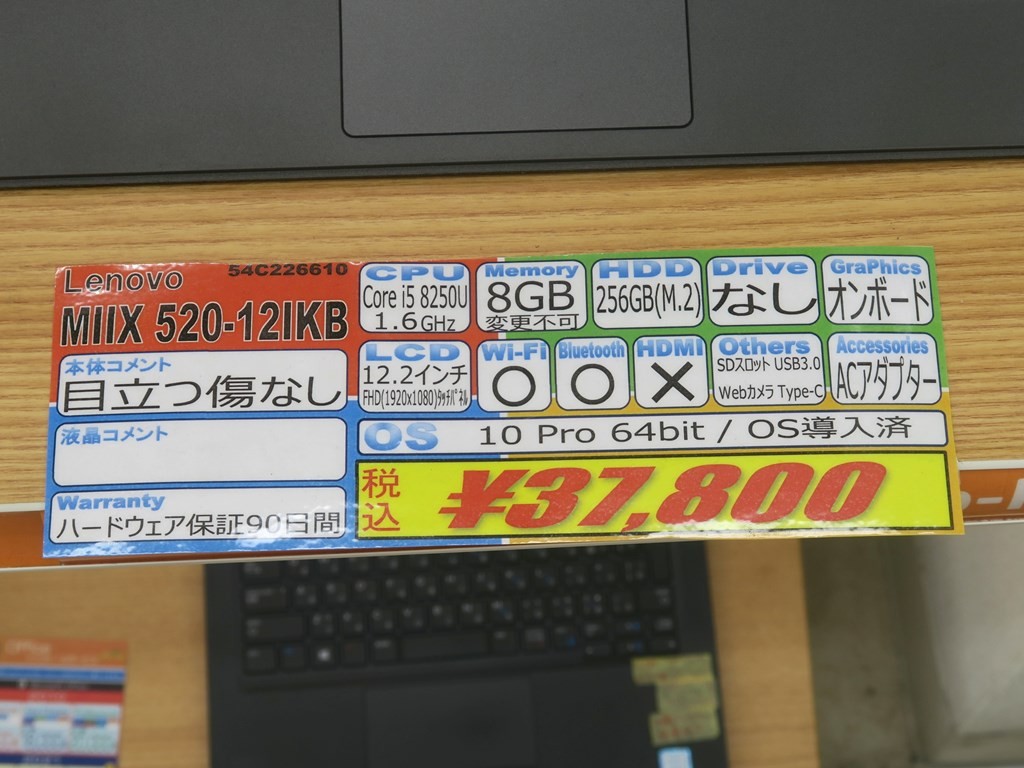 Lenovo 54C226610
MIIX 520-12IKB
本体コメント
目立つ傷なし
液晶コメント
Warranty
ハードウェア保証90日間
CPU
Core i5 8250U
1.6GHz
Memory
8GB
変更不可
HDD
256GB(M.2)
Drive
なし
GraPhics
オンボード
LCD
12.2インチ
FHD(1920x1080)タッチパネル
Wi-Fi
○
Bluetooth
○
HDMI
×
Others
SDスロット USB3.0
Webカメラ Type-C
Accessories
ACアダプター
OS 10 Pro 64bit / OS導入済
税込
¥37,800